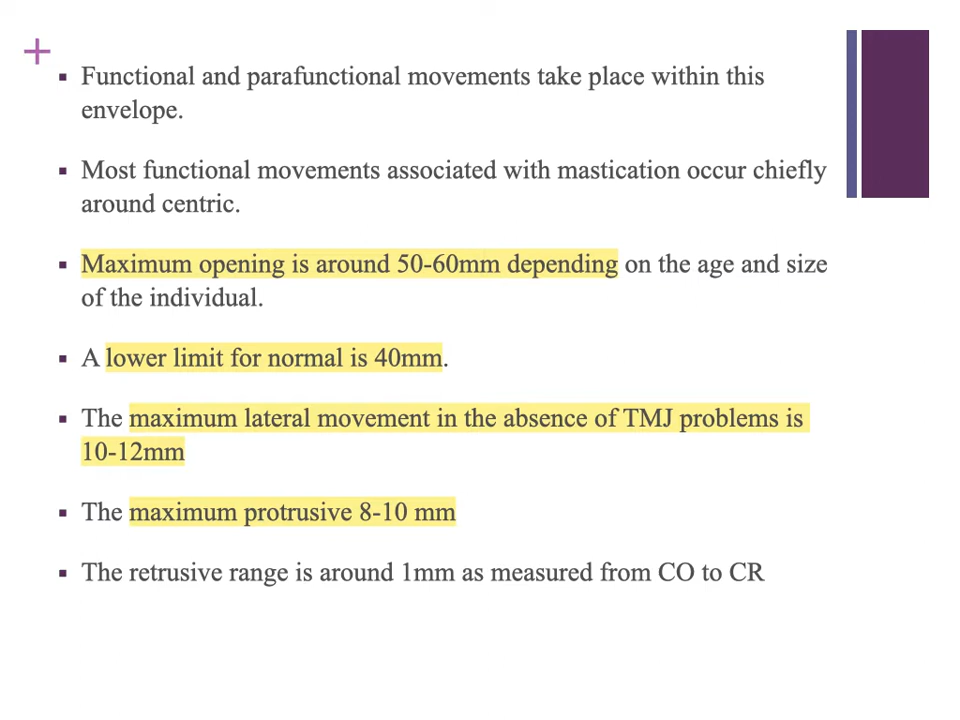 Functional and parafunctional movements take place within this
envelope.
Most functional movements associated with mastication occur chiefly
around centric.
Maximum opening is around 50-60mm depending on the age and size
of the individual.
A lower limit for normal is 40mm.
The maximum lateral movement in the absence of TMJ problems is
10-12mm
The maximum protrusive 8-10 mm
The retrusive range is around 1mm as measured from CO to CR